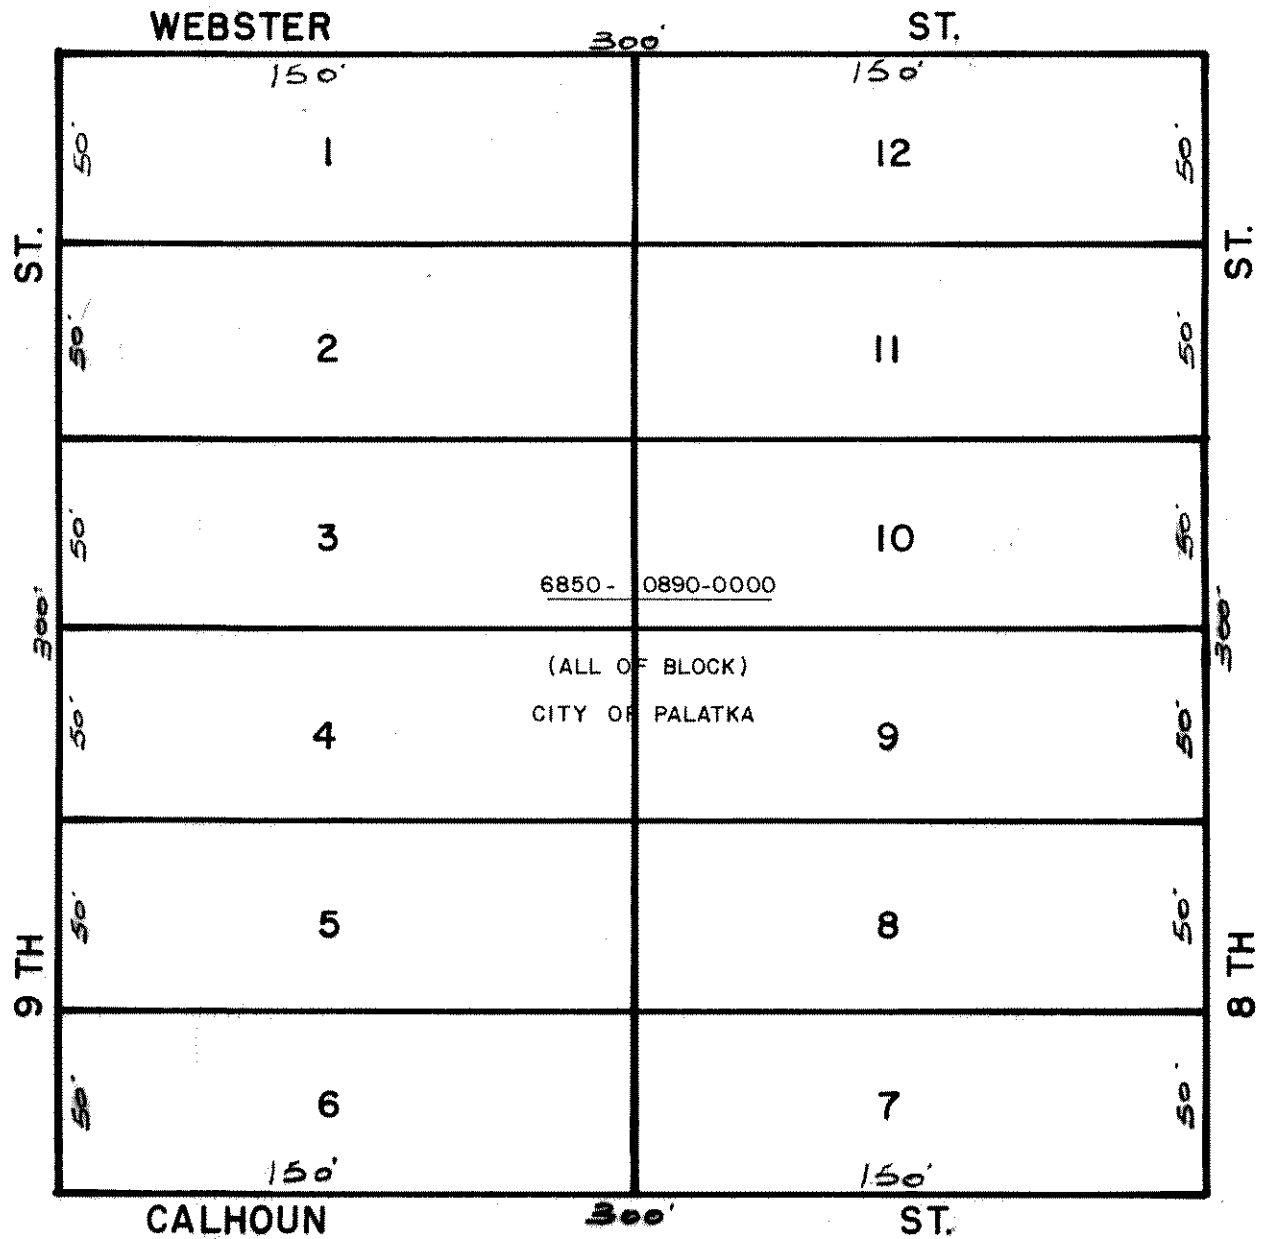 WEBSTER 300' ST.
150' 150'
50' 1 12 50'
ST. ST.
50' 2 11 50'
50' 3 10 50'
6850- 0890-0000
300' 300'
(ALL OF BLOCK)
CITY OF PALATKA
50' 4 9 50'
50' 5 8 50'
9 TH 8 TH
50' 6 7 50'
150' 150'
CALHOUN 300' ST.